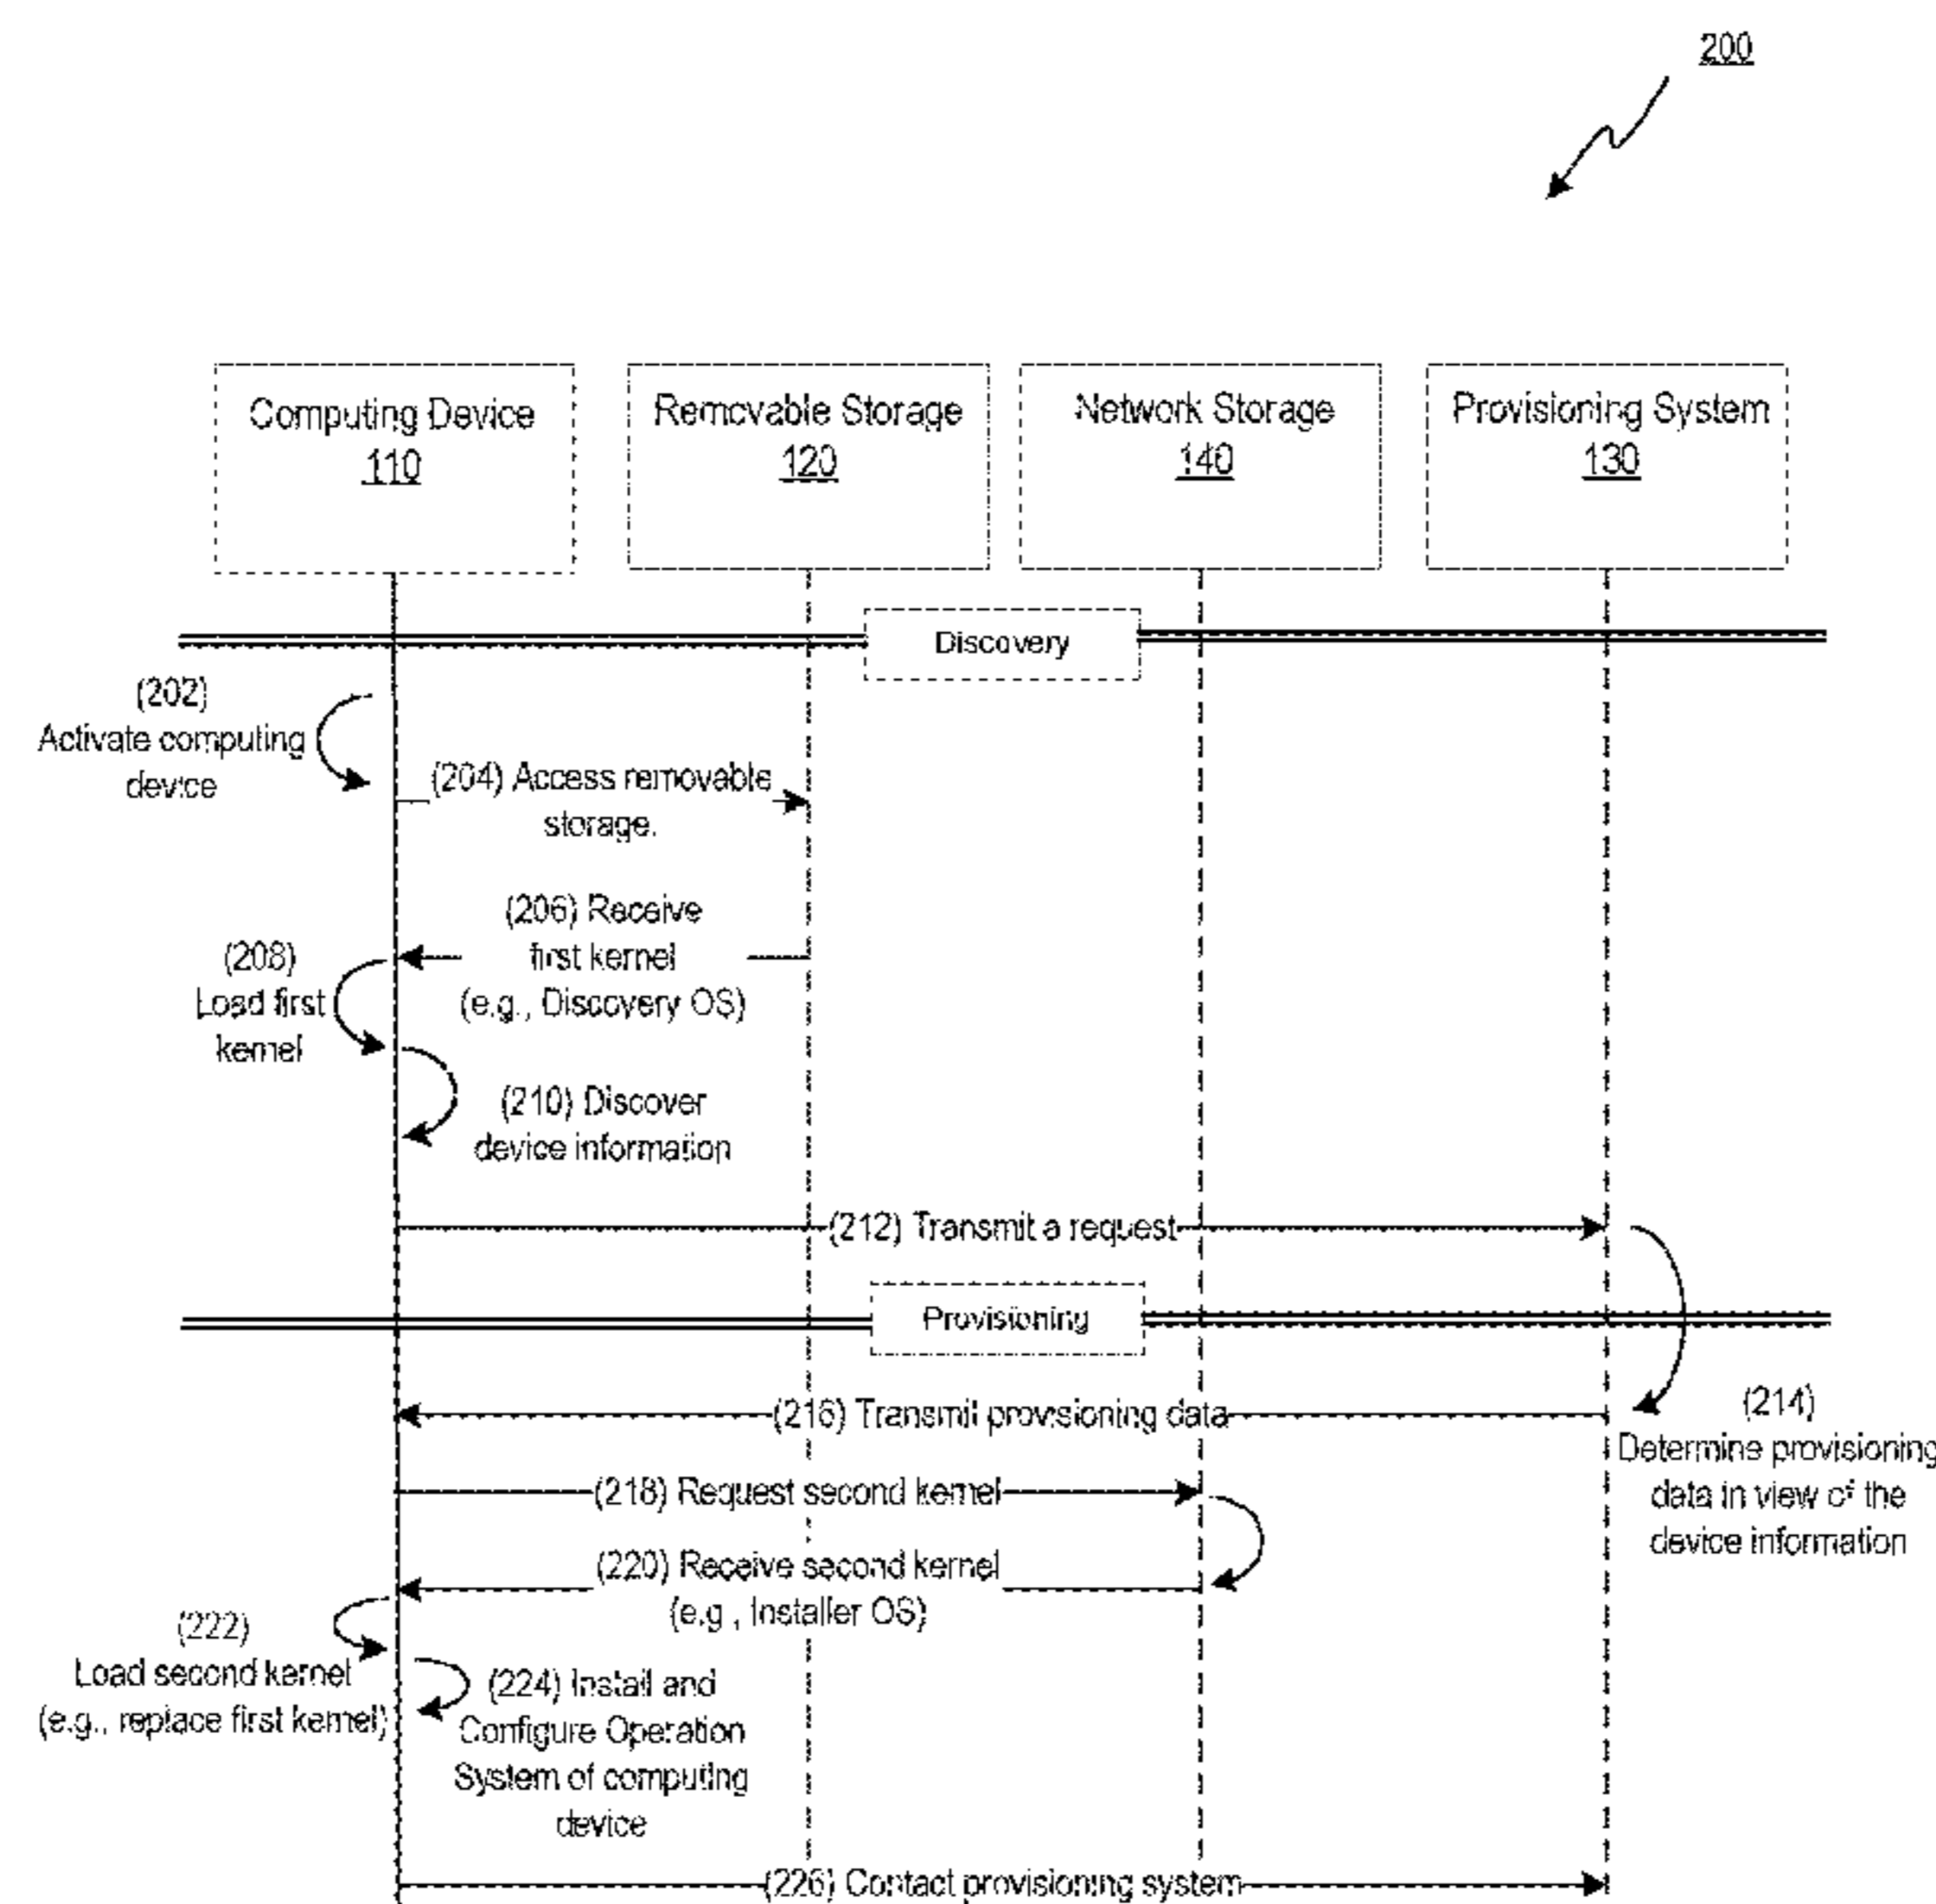 200
Computing Device
110
Removable Storage
120
Network Storage
140
Provisioning System
130
Discovery
(202)
Activate computing
device
(204) Access removable
storage.
(206) Receive
first kernel
(e.g., Discovery OS)
(208)
Load first
kernel
(210) Discover
device information
(212) Transmit a request
Provisioning
(214)
Determine provisioning
data in view of the
device information
(216) Transmit provisioning data
(218) Request second kernel
(220) Receive second kernel
(e.g., Installer OS)
(222)
Load second kernel
(e.g., replace first kernel)
(224) Install and
Configure Operation
System of computing
device
(226) Contact provisioning system